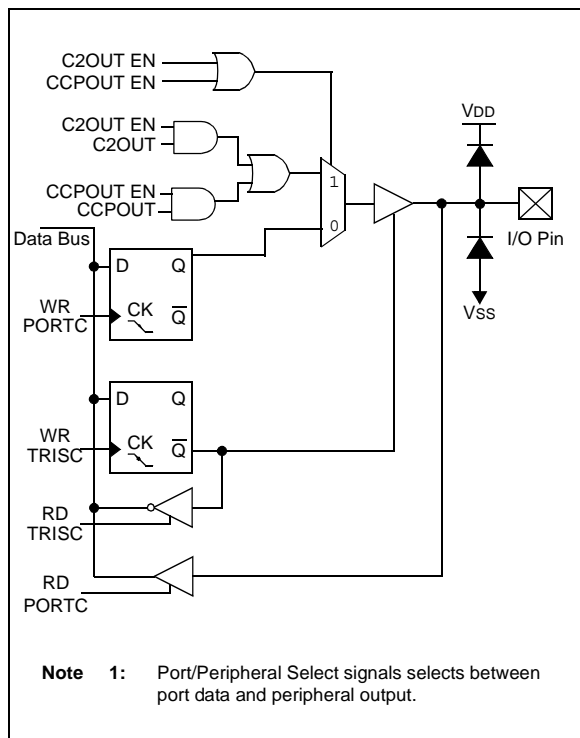 C2OUT EN
CCPOUT EN
C2OUT EN
C2OUT
CCPOUT EN
CCPOUT
VDD
1
0
I/O Pin
VSS
Data Bus
D Q
WR
PORTC
CK Q̅
D Q
WR
TRISC
CK Q̅
RD
TRISC
RD
PORTC
Note 1: Port/Peripheral Select signals selects between
port data and peripheral output.